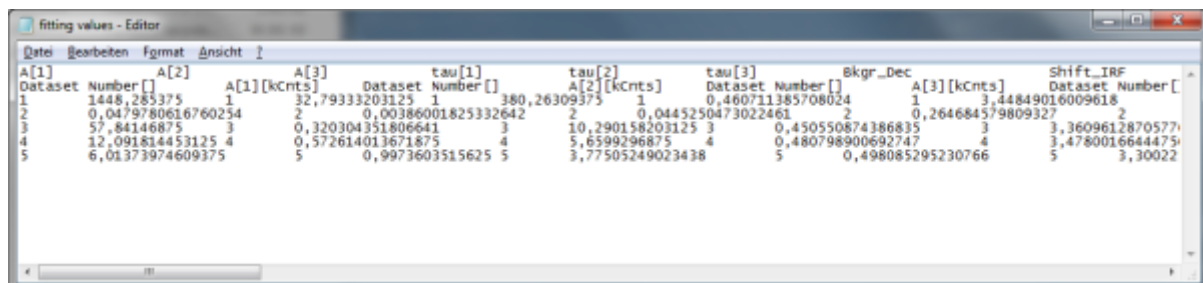 fitting values - Editor
Datei Bearbeiten Format Ansicht ?
A[1] A[2] A[3] tau[1] tau[2] tau[3] Bkgr_Dec Shift_IRF
Dataset Number[] A[1][kCnts] Dataset Number[] A[2][kCnts] Dataset Number[] A[3][kCnts] Dataset Number[
1 1448,285375 1 32,79333203125 1 380,26309375 1 0,460711385708024 1 3,44849016009618
2 0,0479780616760254 2 0,00386001825332642 2 0,0445250473022461 2 0,264684579809327 2
3 57,84146875 3 0,320304351806641 3 10,290158203125 3 0,450550874386835 3 3,3609612870577
4 12,091814453125 4 0,572614013671875 4 5,6599296875 4 0,480798900692747 4 3,478001664447
5 6,01373974609375 5 0,9973603515625 5 3,77505249023438 5 0,498085295230766 5 3,30022